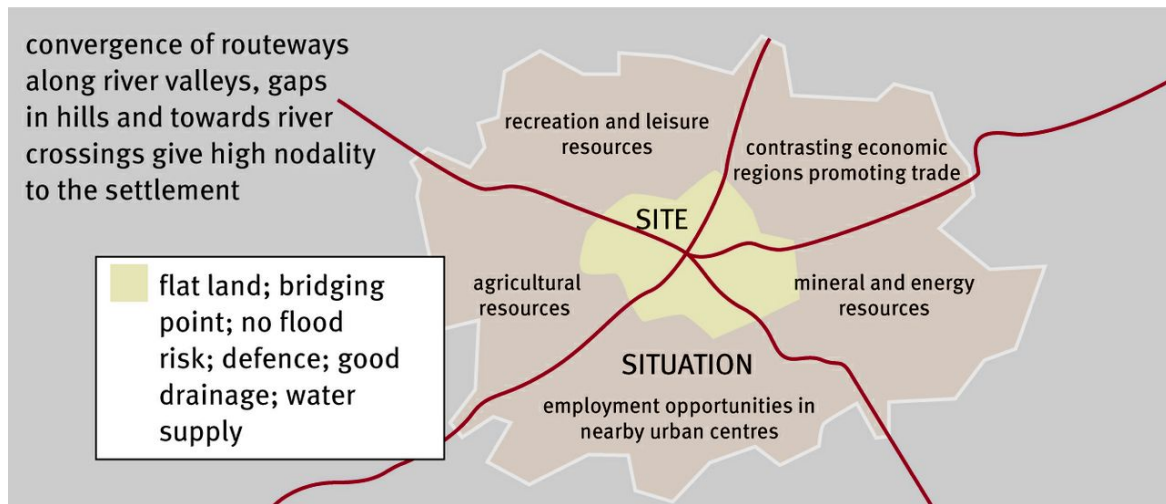 convergence of routeways
along river valleys, gaps
in hills and towards river
crossings give high nodality
to the settlement
recreation and leisure
resources
contrasting economic
regions promoting trade
SITE
agricultural
resources
mineral and energy
resources
SITUATION
employment opportunities in
nearby urban centres
flat land; bridging
point; no flood
risk; defence; good
drainage; water
supply